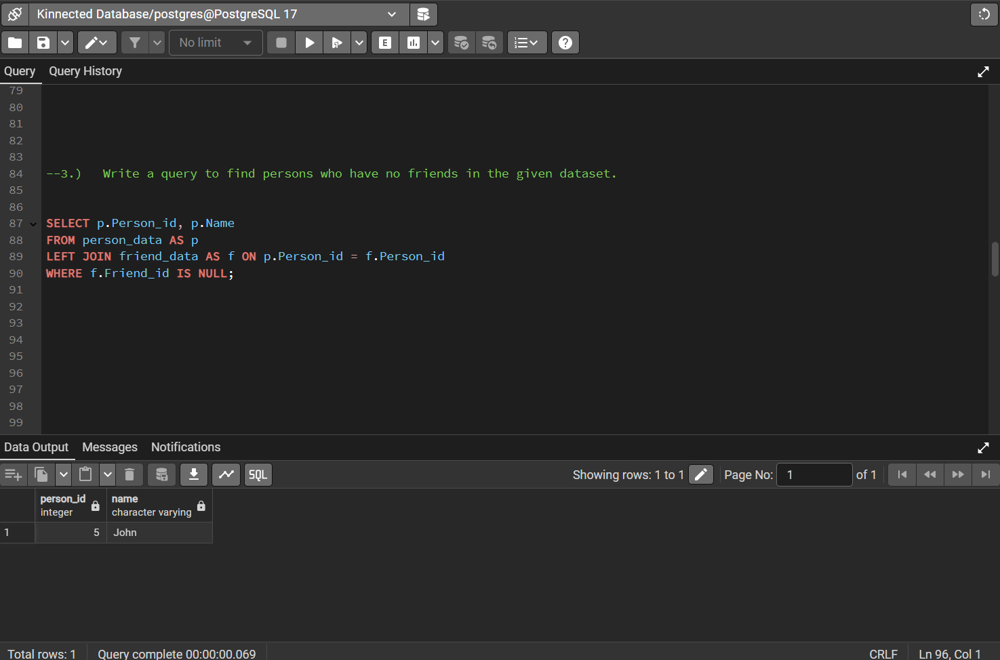 Kinnected Database/postgres@PostgreSQL 17
No limit
E
Query Query History
79
80
81
82
83
84 --3.) Write a query to find persons who have no friends in the given dataset.
85
86
87 SELECT p.Person_id, p.Name
88 FROM person_data AS p
89 LEFT JOIN friend_data AS f ON p.Person_id = f.Person_id
90 WHERE f.Friend_id IS NULL;
91
92
93
94
95
96
97
98
99
Data Output Messages Notifications
SQL Showing rows: 1 to 1 Page No: 1 of 1
person_id name
integer character varying
1 5 John
Total rows: 1 Query complete 00:00:00.069 CRLF Ln 96, Col 1